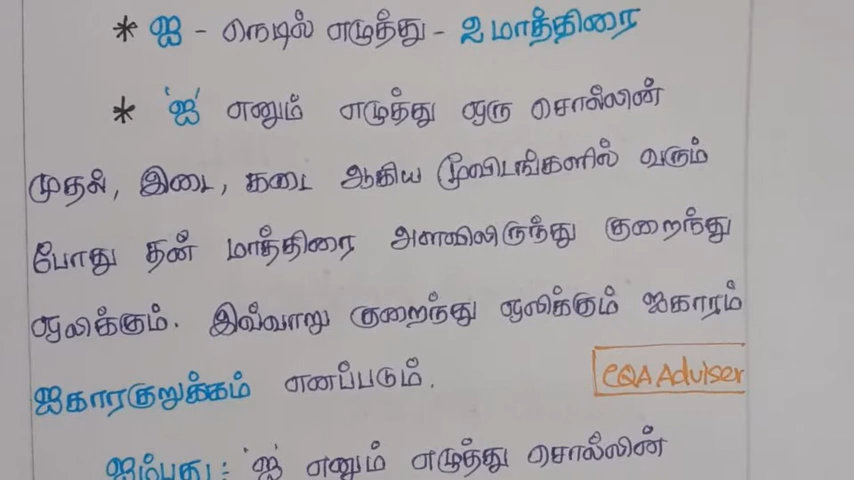 * ஐ - நெடில் எழுத்து - 2 மாத்திரை
* 'ஐ' எனும் எழுத்து ஒரு சொல்லின்
முதல், இடை, கடை ஆகிய மூவிடங்களில் வரும்
போது தன் மாத்திரை அளவிலிருந்து குறைந்து
ஒலிக்கும். இவ்வாறு குறைந்து ஒலிக்கும் ஐகாரம்
ஐகாரகுறுக்கம் எனப்படும்.
CQA Adviser
ஐம்பது : 'ஐ' எனும் எழுத்து சொல்லின்